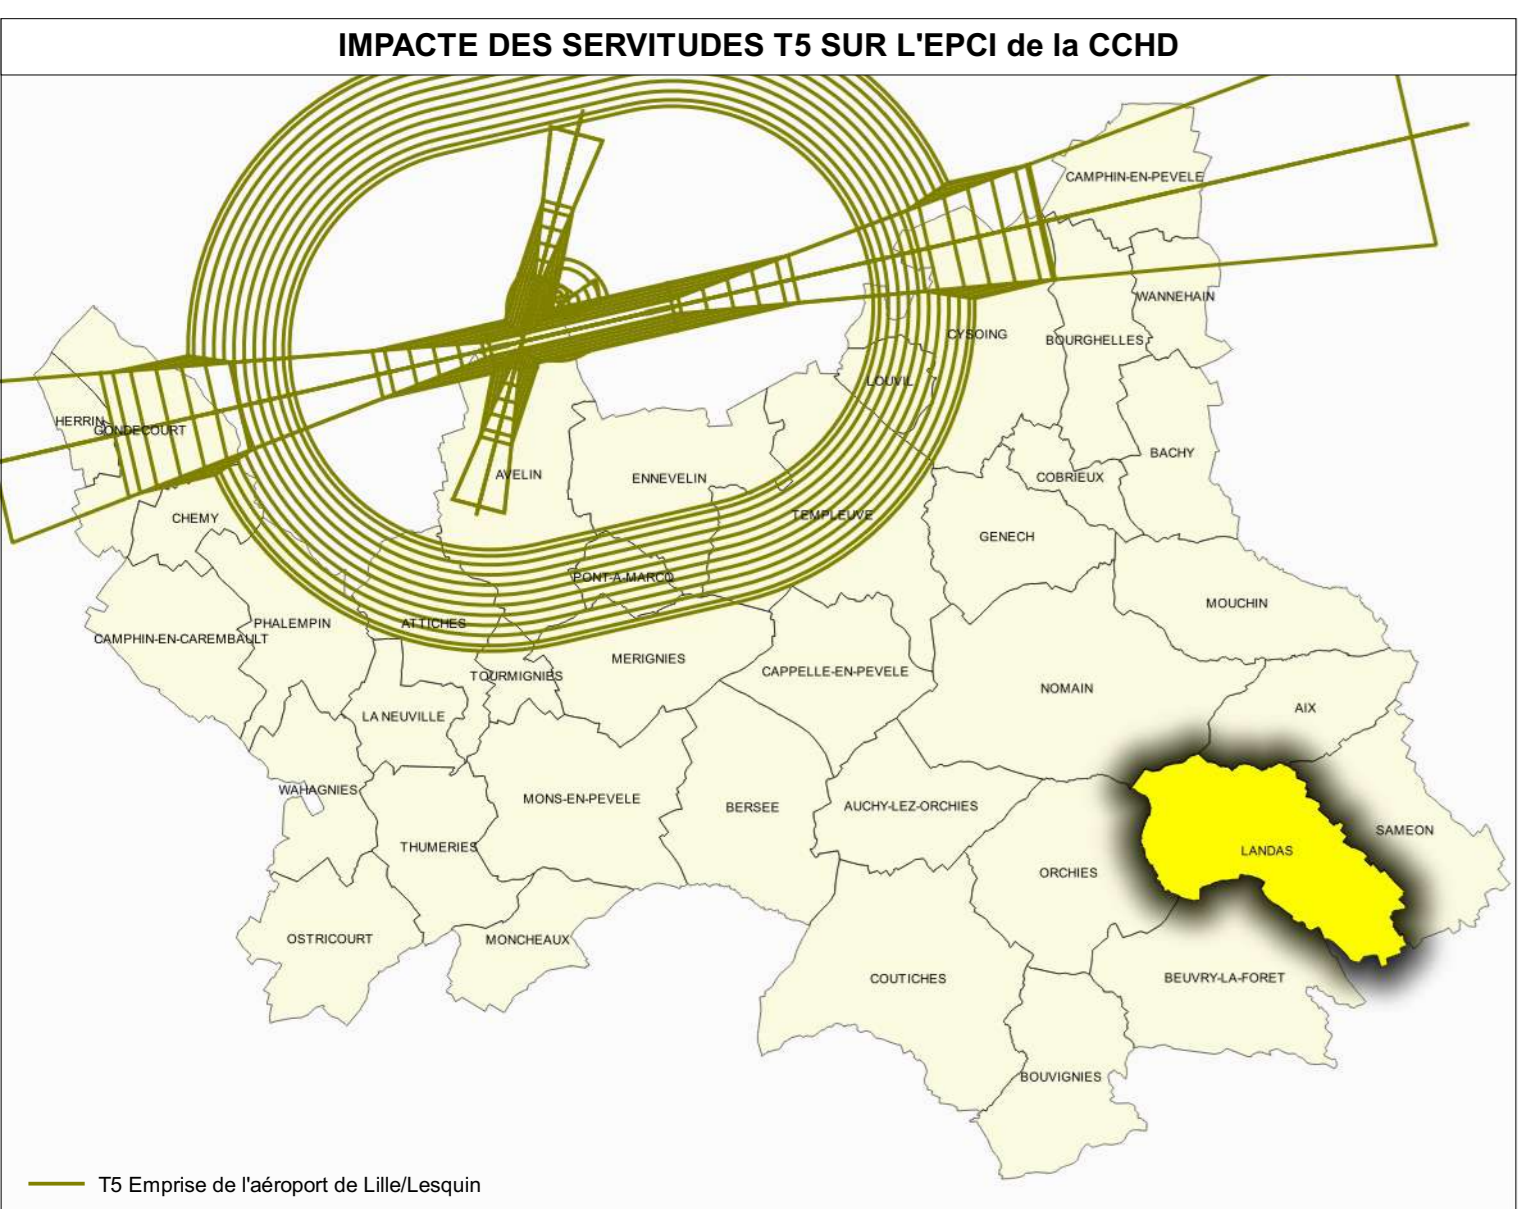 IMPACTE DES SERVITUDES T5 SUR L'EPCI de la CCHD
CAMPHIN-EN-PEVELE
WANNEHAIN
CYSOING
BOURGHELLES
LOUVIL
HERRIN
GONDECOURT
BACHY
AVELIN
ENNEVELIN
COBRIEUX
CHEMY
TEMPLEUVE
GENECH
PONT-A-MARCQ
MOUCHIN
PHALEMPIN
ATTICHES
CAMPHIN-EN-CAREMBAULT
MERIGNIES
CAPPELLE-EN-PEVELE
TOURMIGNIES
NOMAIN
AIX
LA NEUVILLE
WAHAGNIES
MONS-EN-PEVELE
BERSEE
AUCHY-LEZ-ORCHIES
SAMEON
THUMERIES
LANDAS
ORCHIES
OSTRICOURT
MONCHEAUX
COUTICHES
BEUVRY-LA-FORET
BOUVIGNIES
T5 Emprise de l'aéroport de Lille/Lesquin